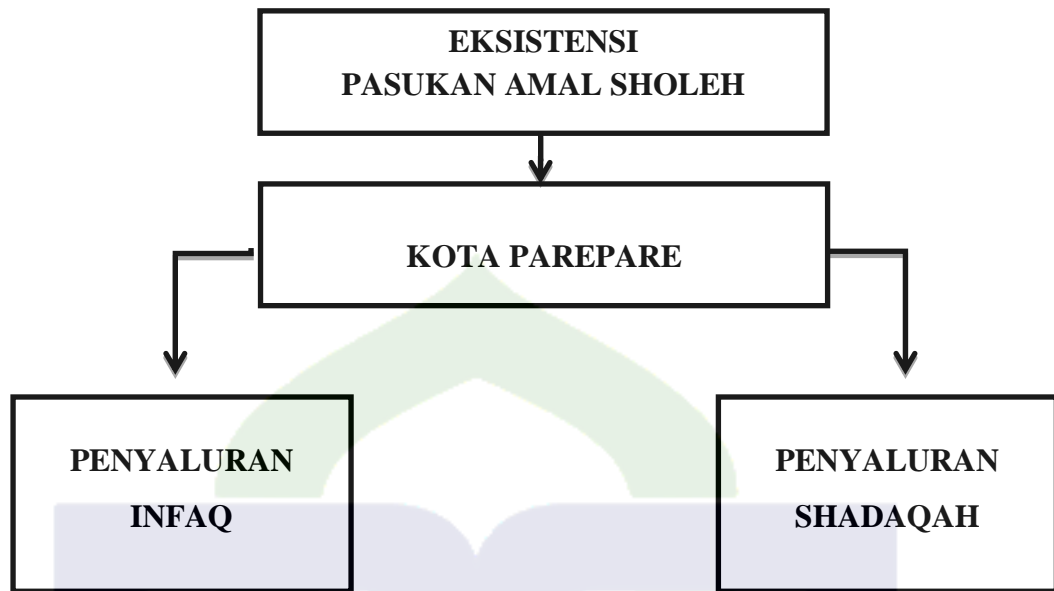 EKSISTENSI
PASUKAN AMAL SHOLEH
KOTA PAREPARE
PENYALURAN
INFAQ
PENYALURAN
SHADAQAH